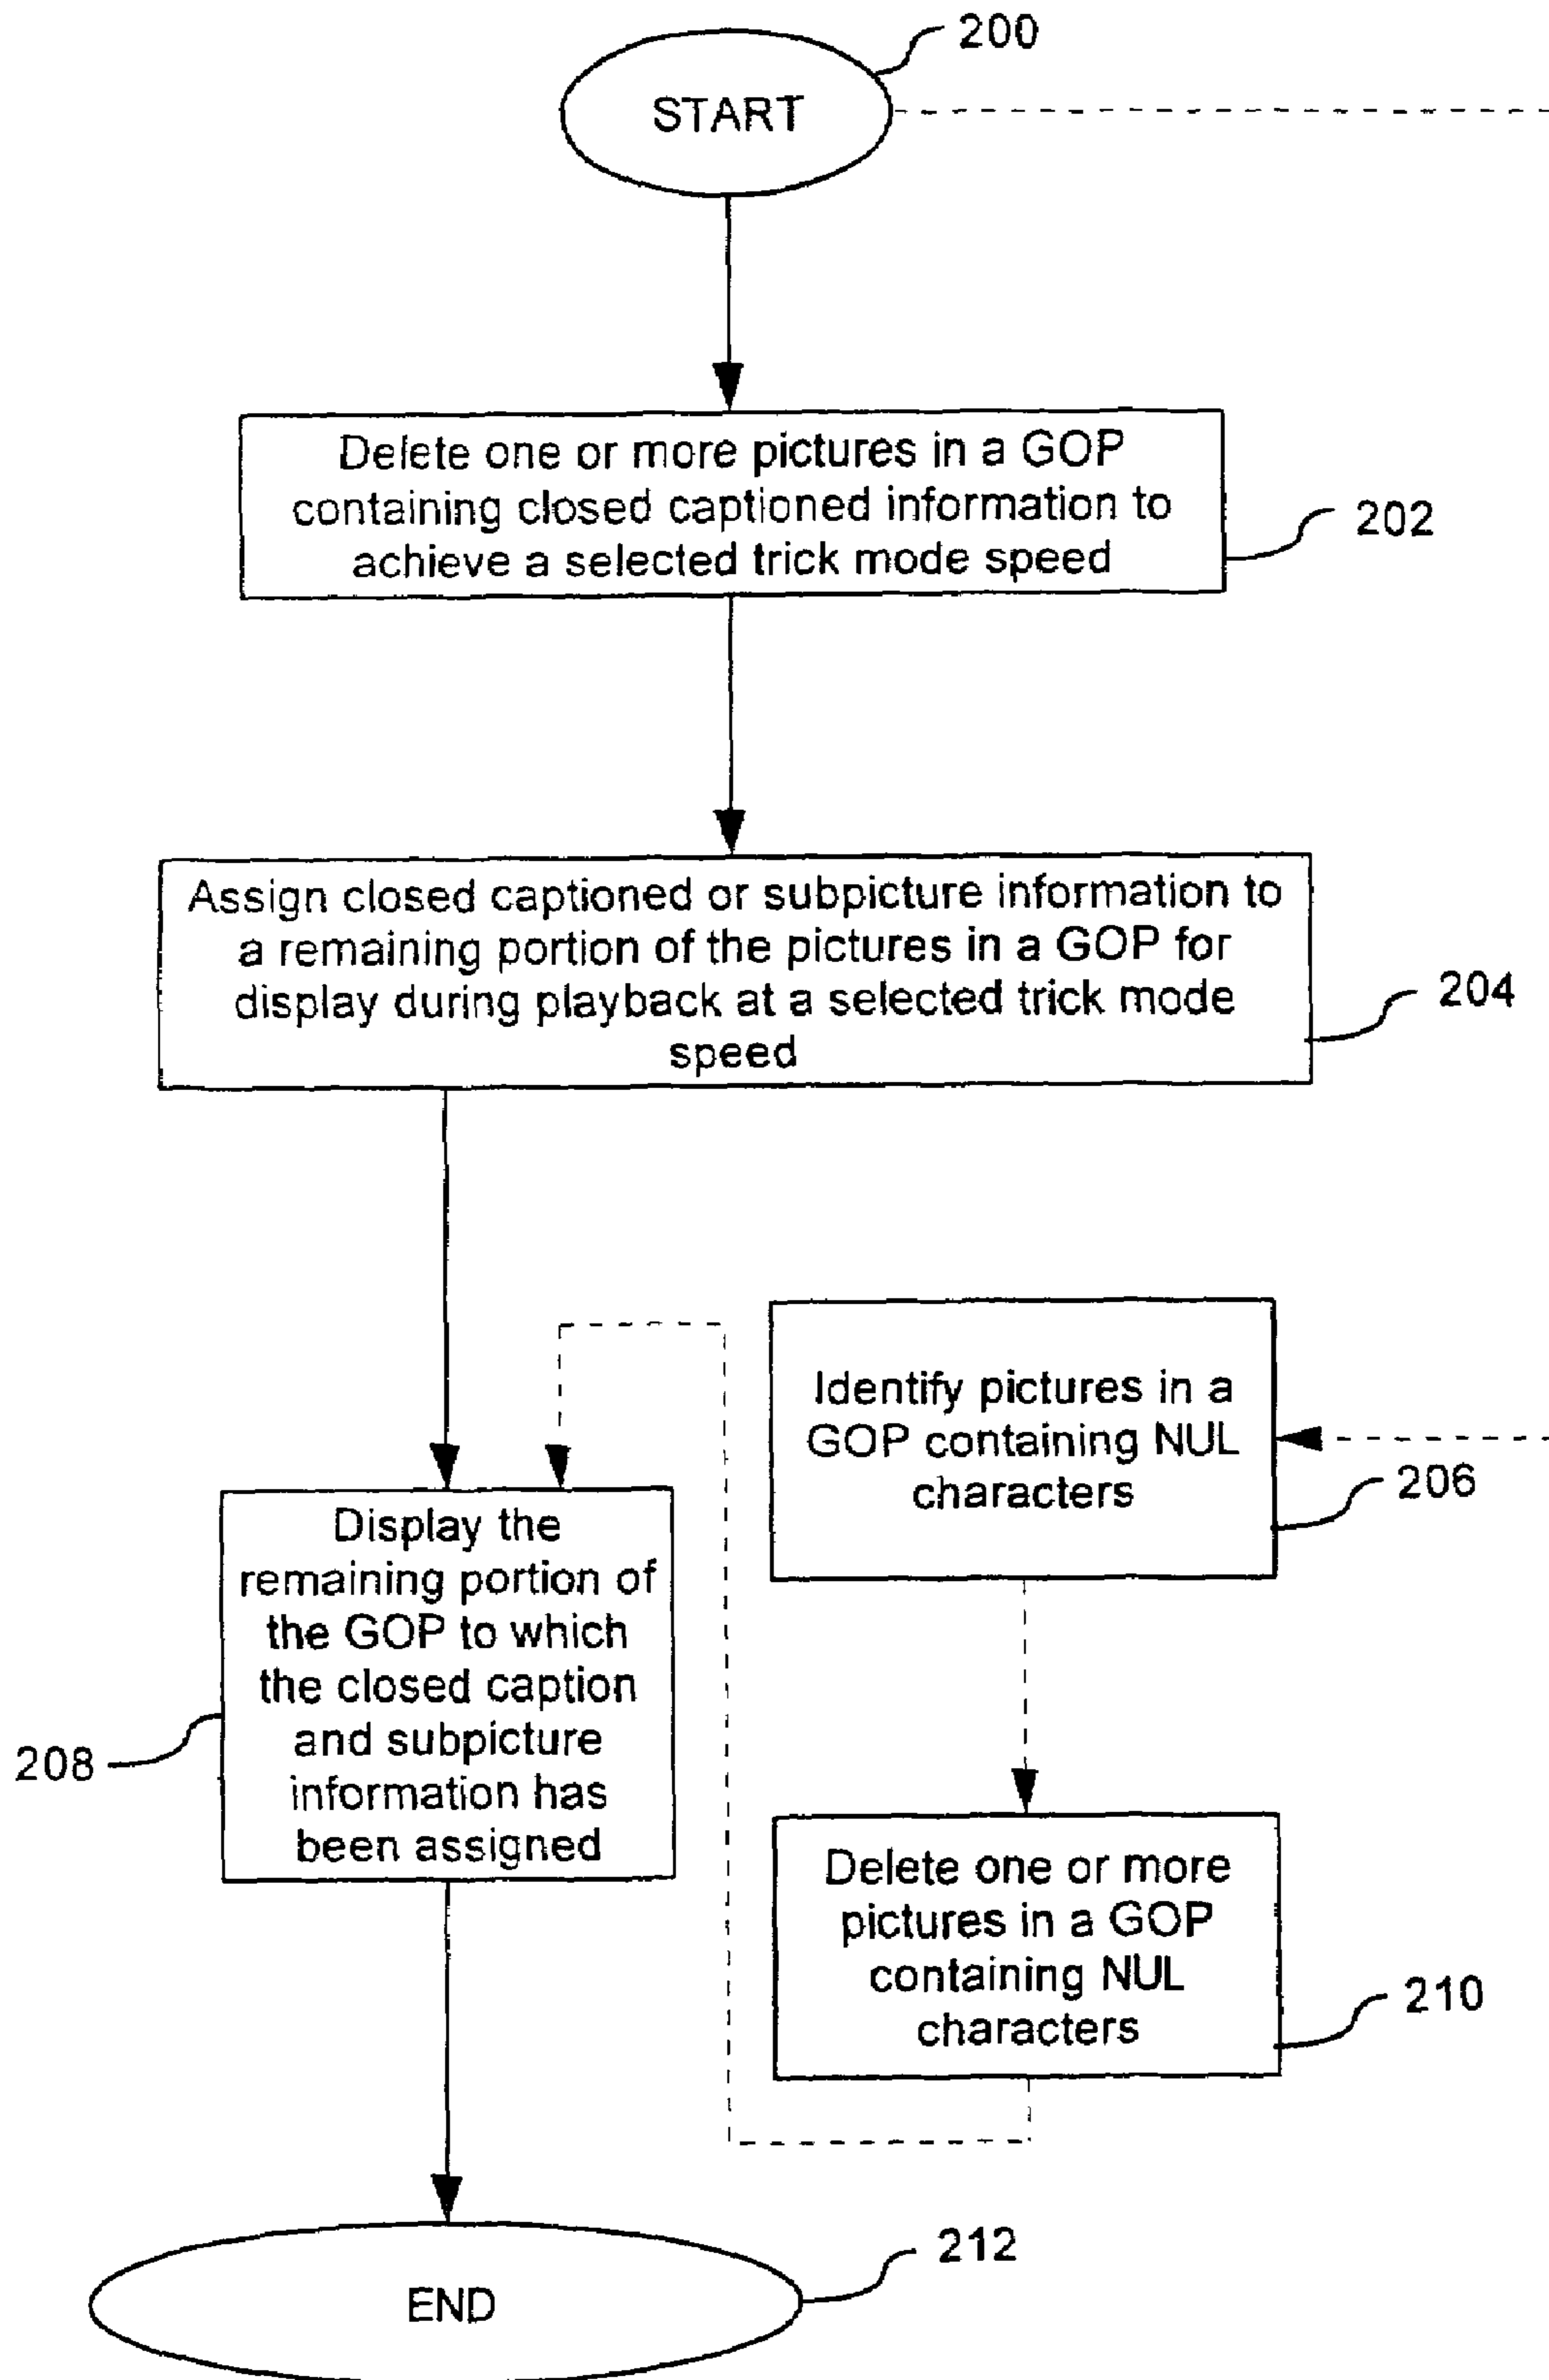 200
START
Delete one or more pictures in a GOP
containing closed captioned information to
achieve a selected trick mode speed
202
Assign closed captioned or subpicture information to
a remaining portion of the pictures in a GOP for
display during playback at a selected trick mode
speed
204
Identify pictures in a
GOP containing NUL
characters
206
Display the
remaining portion of
the GOP to which
the closed caption
and subpicture
information has
been assigned
208
Delete one or more
pictures in a GOP
containing NUL
characters
210
END
212